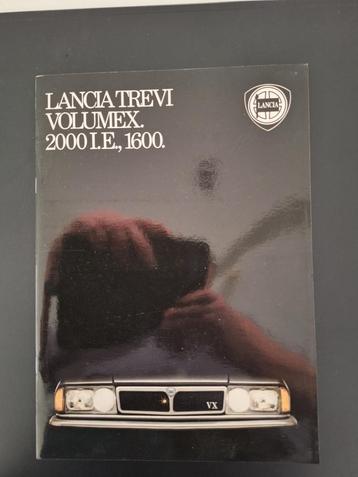 LANCIA TREVI
VOLUMEX.
2000 I.E., 1600.
LANCIA
VX